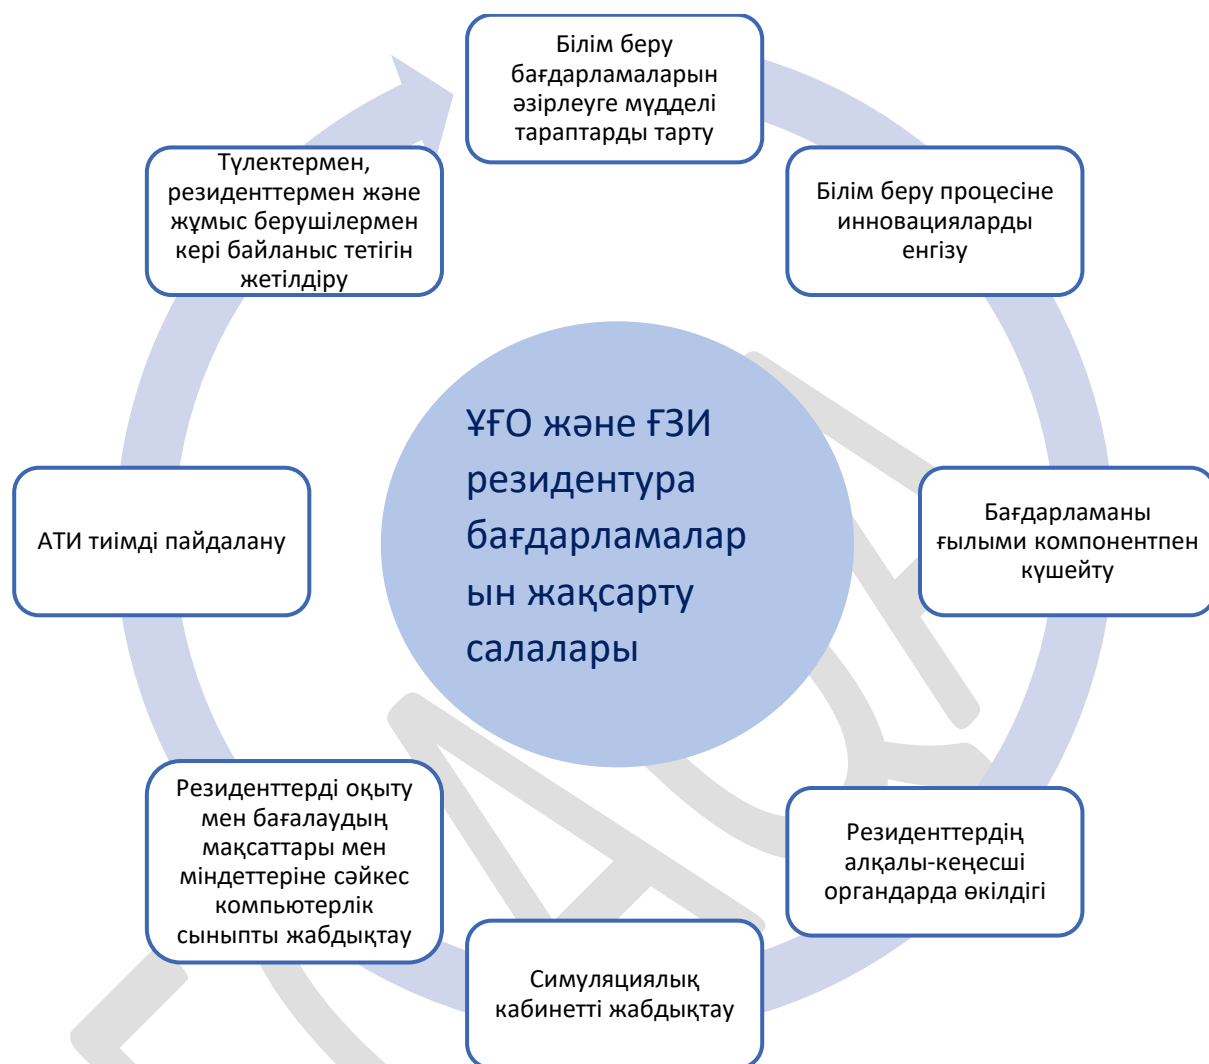 Білім беру
бағдарламаларын
әзірлеуге мүдделі
тараптарды тарту
Білім беру процесіне
инновацияларды
енгізу
Бағдарламаны
ғылыми компонентпен
күшейту
Резиденттердің
алқалы-кеңесші
органдарда өкілдігі
Симуляциялық
кабинетті жабдықтау
Резиденттерді оқыту
мен бағалаудың
мақсаттары мен
міндеттеріне сәйкес
компьютерлік
сыныпты жабдықтау
АТИ тиімді пайдалану
Түлектермен,
резиденттермен және
жұмыс берушілермен
кері байланыс тетігін
жетілдіру
ҰҒО және ҒЗИ
резидентура
бағдарламалар
ын жақсарту
салалары